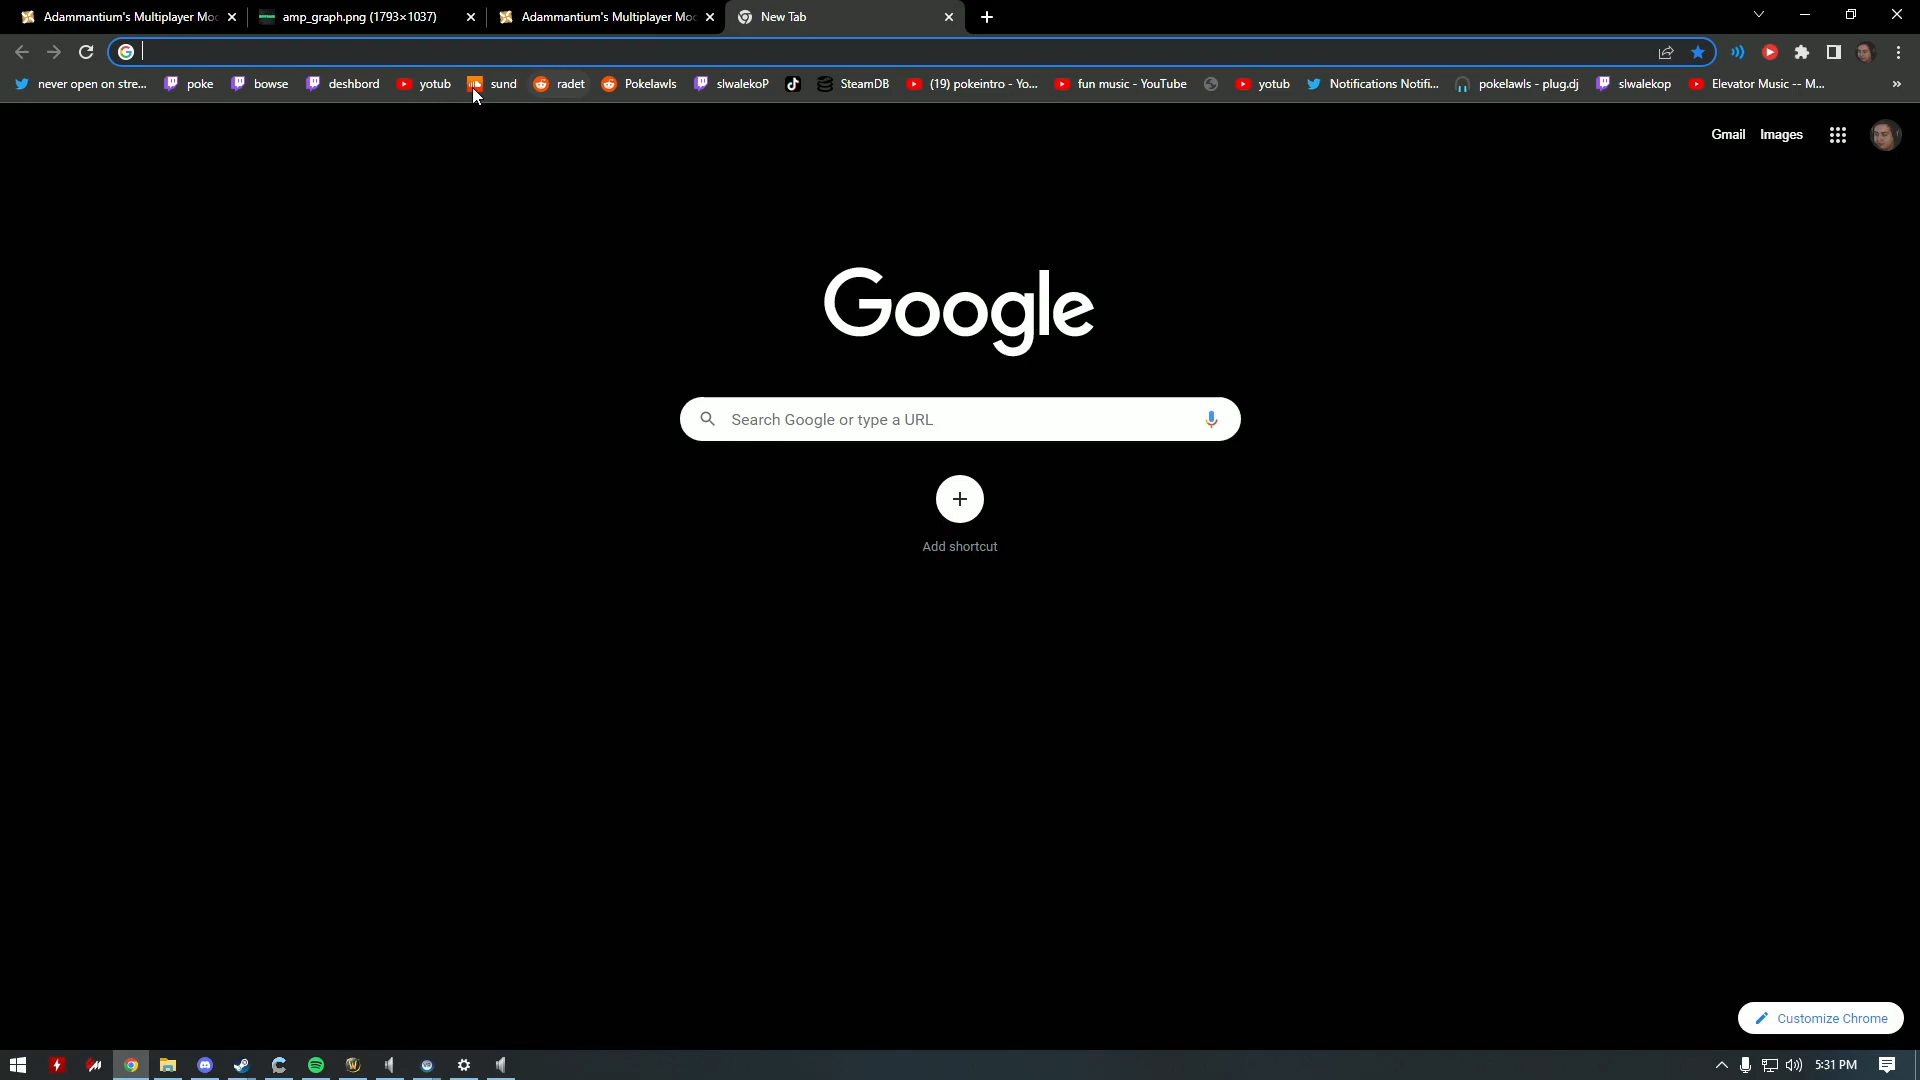 Adammantium's Multiplayer Moc
amp_graph.png (1793×1037)
Adammantium's Multiplayer Moc
New Tab
never open on stre...
poke
bowse
deshbord
yotub
sund
radet
Pokelawls
slwalekoP
SteamDB
(19) pokeintro - Yo...
fun music - YouTube
yotub
Notifications Notifi...
pokelawls - plug.dj
slwalekop
Elevator Music -- M...
Gmail
Images
Google
Search Google or type a URL
Add shortcut
Customize Chrome
5:31 PM